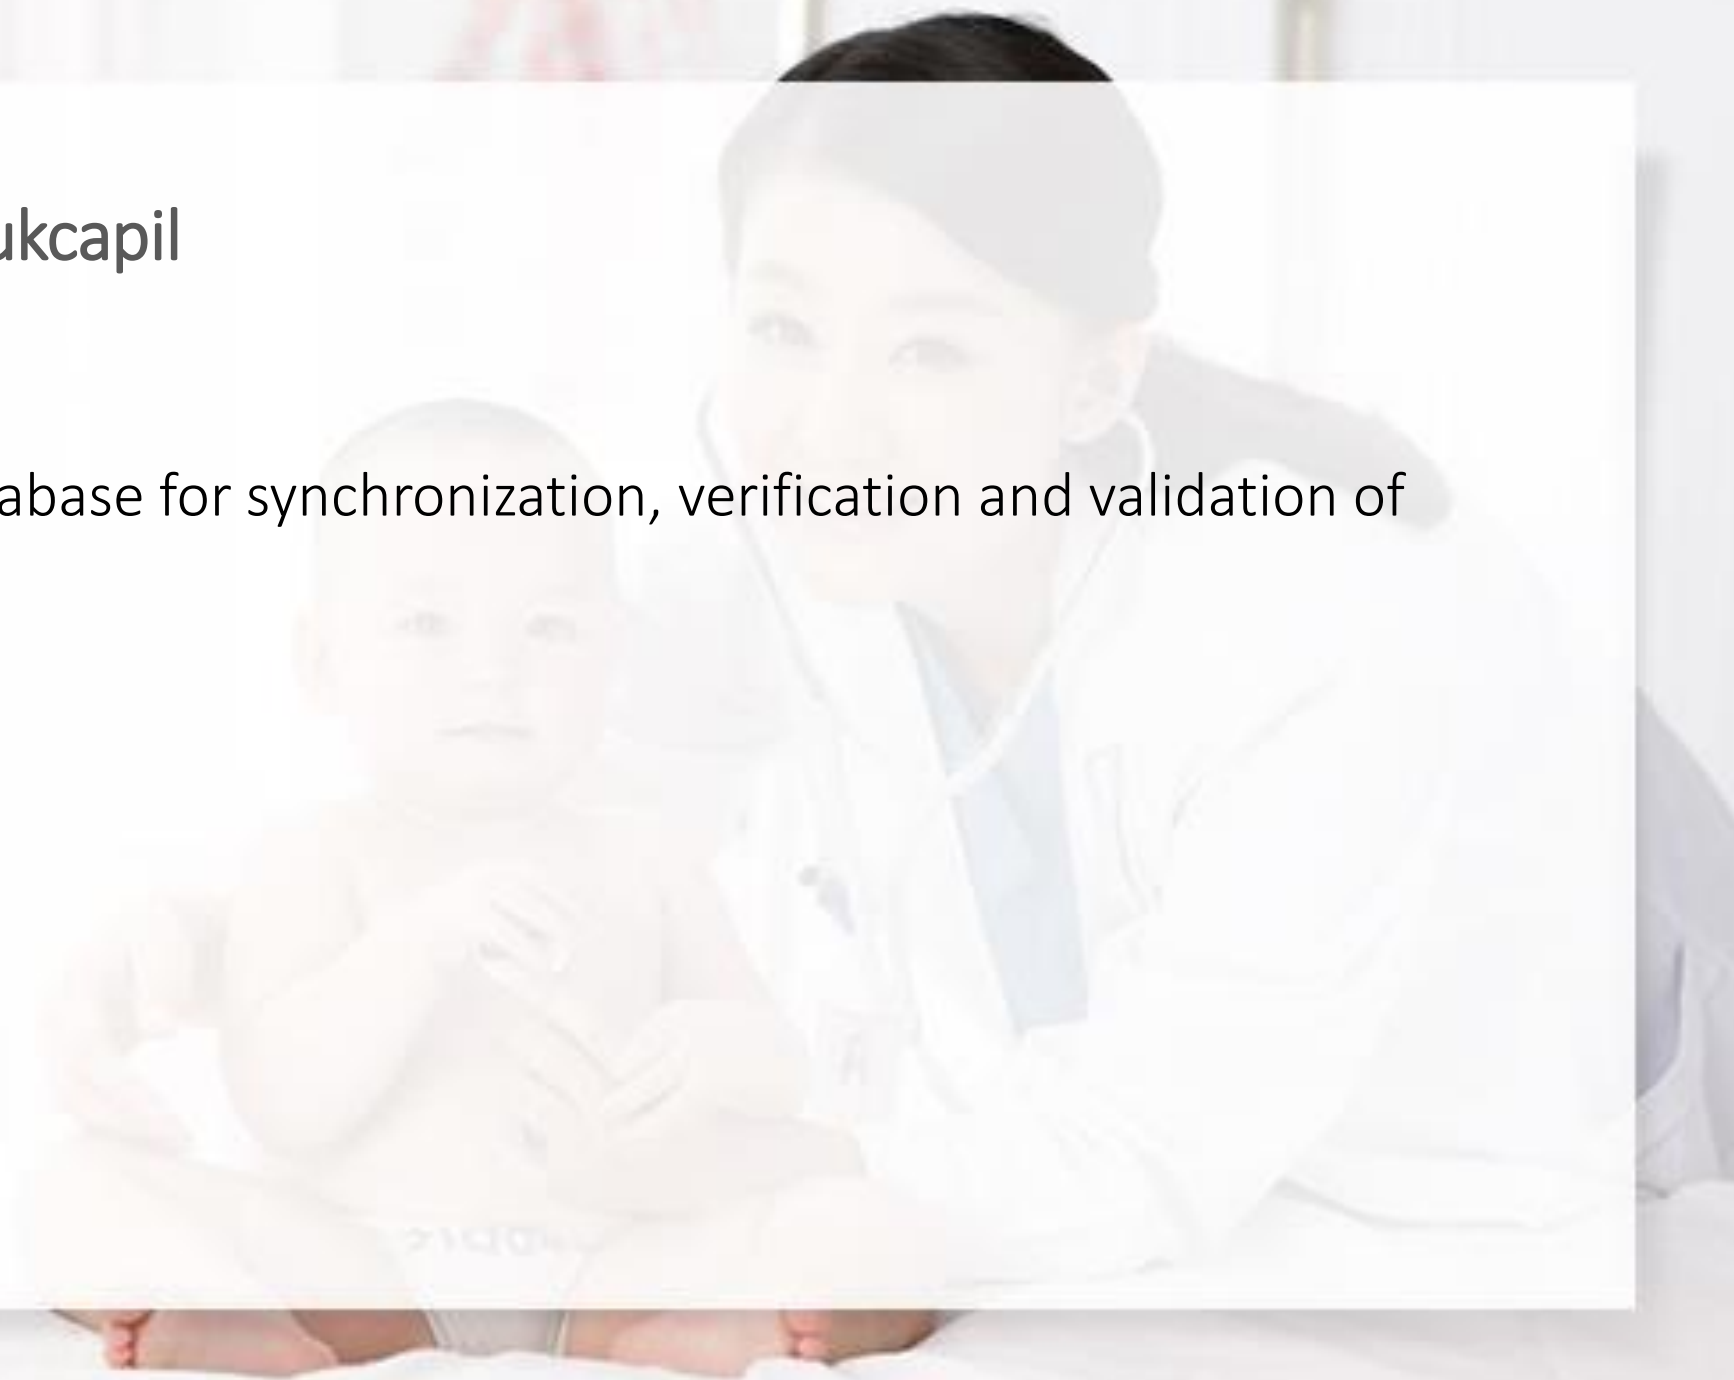 ukcapil
abase for synchronization, verification and validation of